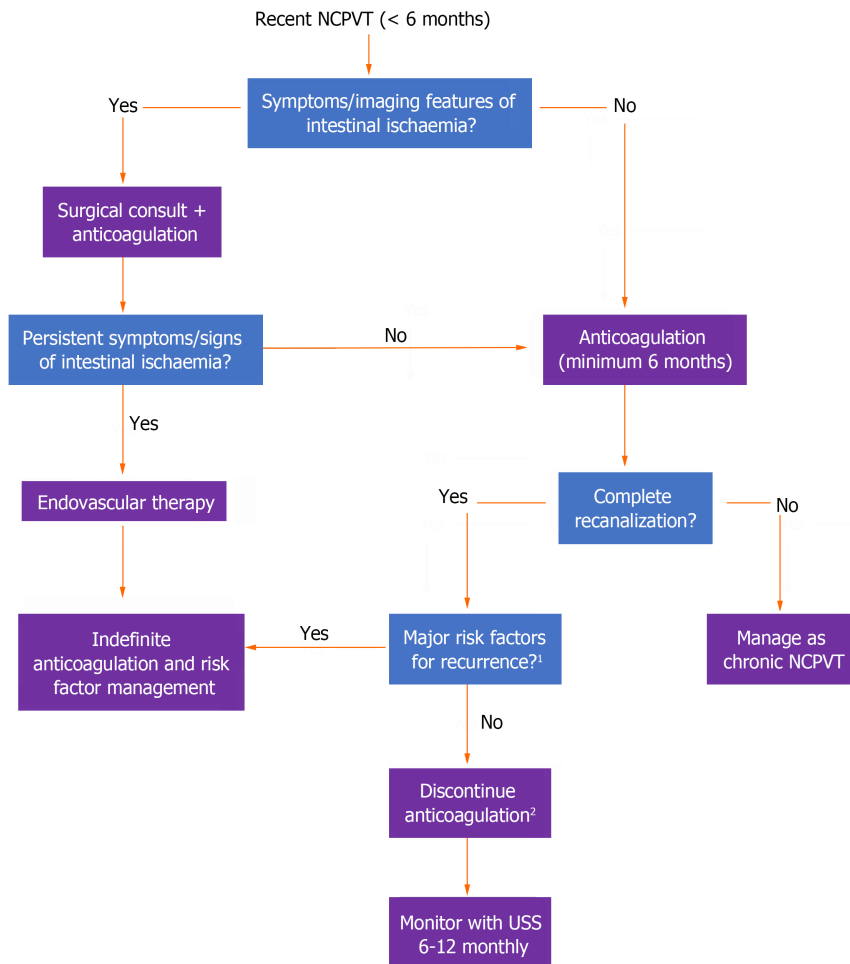 Recent NCPVT (< 6 months)
Symptoms/imaging features of
intestinal ischaemia?
Yes
No
Surgical consult +
anticoagulation
Persistent symptoms/signs
of intestinal ischaemia?
No
Anticoagulation
(minimum 6 months)
Yes
Endovascular therapy
Complete
recanalization?
Yes
No
Indefinite
anticoagulation and risk
factor management
Yes
Major risk factors
for recurrence?¹
Manage as
chronic NCPVT
No
Discontinue
anticoagulation²
Monitor with USS
6-12 monthly